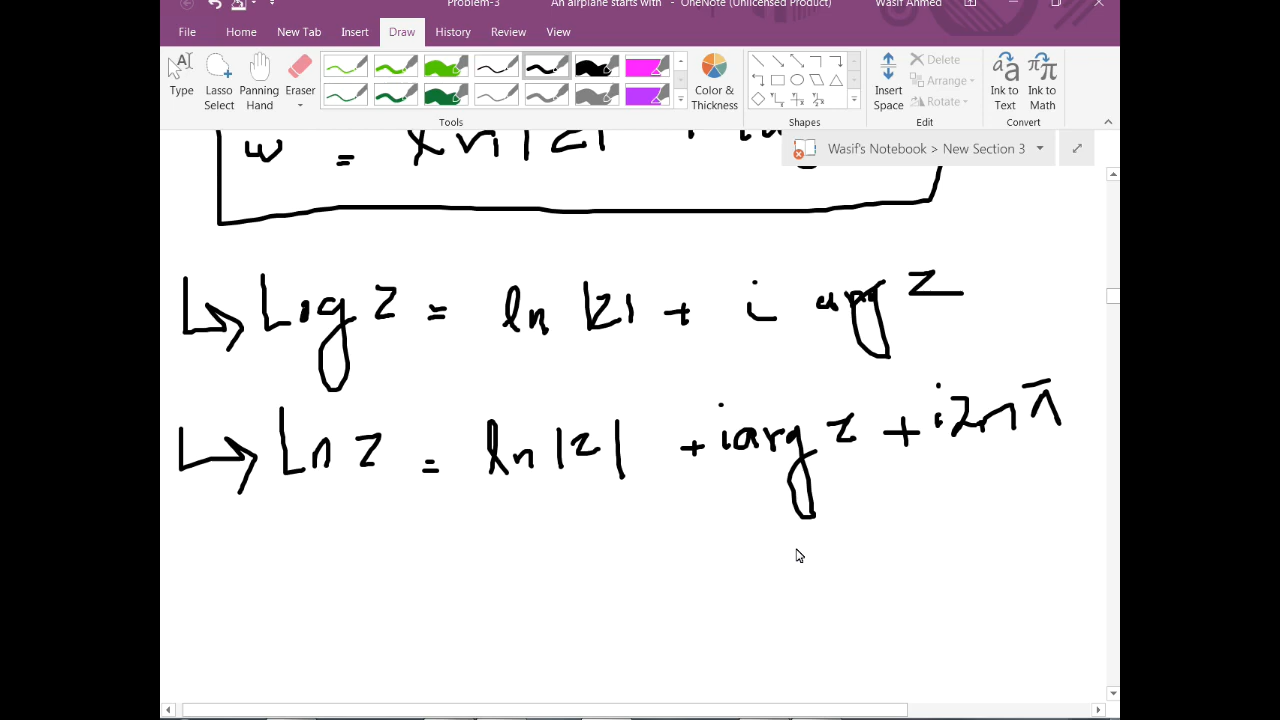 Problem-3 An airplane starts with - OneNote (Unlicensed Product) Wasif Ahmed
File Home New Tab Insert Draw History Review View
Type Lasso Select Panning Hand Eraser Color & Thickness Insert Space Delete Arrange Rotate Ink to Text Ink to Math
Tools Shapes Edit Convert
Wasif's Notebook > New Section 3
w = ln|z| +
Log z = ln |z| + i arg z
Ln z = ln |z| + i arg z + i2nπ